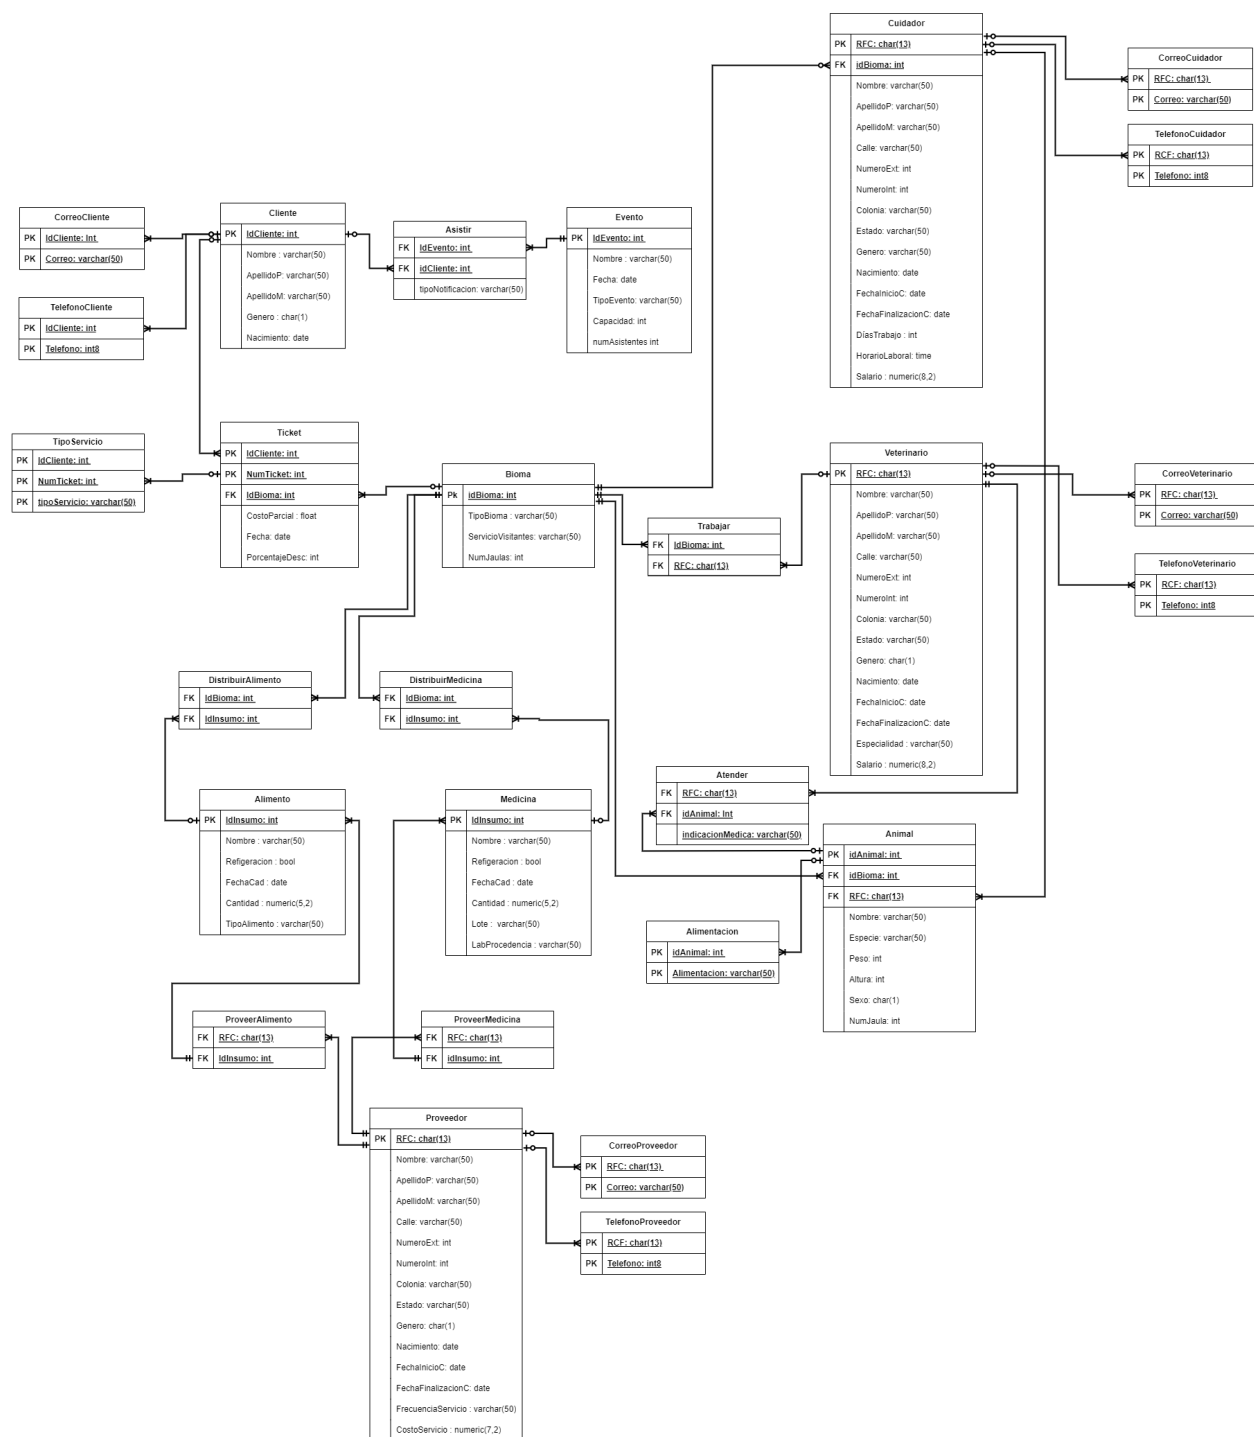 Cuidador
PK RFC: char(13)
FK idBioma: int
Nombre: varchar(50)
ApellidoP: varchar(50)
ApellidoM: varchar(50)
Calle: varchar(50)
NumeroExt: int
NumeroInt: int
Colonia: varchar(50)
Estado: varchar(50)
Genero: varchar(50)
Nacimiento: date
FechaInicioC: date
FechaFinalizacionC: date
DíasTrabajo : int
HorarioLaboral: time
Salario : numeric(8,2)
CorreoCuidador
PK RFC: char(13)
PK Correo: varchar(50)
TelefonoCuidador
PK RCF: char(13)
PK Telefono: int8
CorreoCliente
PK IdCliente: Int
PK Correo: varchar(50)
Cliente
PK IdCliente: int
Nombre : varchar(50)
ApellidoP: varchar(50)
ApellidoM: varchar(50)
Genero : char(1)
Nacimiento: date
Asistir
FK IdEvento: int
FK idCliente: int
tipoNotificacion: varchar(50)
Evento
PK IdEvento: int
Nombre : varchar(50)
Fecha: date
TipoEvento: varchar(50)
Capacidad: int
numAsistentes int
TelefonoCliente
PK IdCliente: int
PK Telefono: int8
TipoServicio
PK IdCliente: int
PK NumTicket: int
PK tipoServicio: varchar(50)
Ticket
PK IdCliente: int
PK NumTicket: int
FK IdBioma: int
CostoParcial : float
Fecha: date
PorcentajeDesc: int
Bioma
Pk idBioma: int
TipoBioma : varchar(50)
ServicioVisitantes: varchar(50)
NumJaulas: int
Trabajar
FK IdBioma: int
FK RFC: char(13)
Veterinario
PK RFC: char(13)
Nombre: varchar(50)
ApellidoP: varchar(50)
ApellidoM: varchar(50)
Calle: varchar(50)
NumeroExt: int
NumeroInt: int
Colonia: varchar(50)
Estado: varchar(50)
Genero: char(1)
Nacimiento: date
FechaInicioC: date
FechaFinalizacionC: date
Especialidad : varchar(50)
Salario : numeric(8,2)
CorreoVeterinario
PK RFC: char(13)
PK Correo: varchar(50)
TelefonoVeterinario
PK RCF: char(13)
PK Telefono: int8
DistribuirAlimento
FK IdBioma: int
FK IdInsumo: int
DistribuirMedicina
FK IdBioma: int
FK idInsumo: int
Alimento
PK IdInsumo: int
Nombre : varchar(50)
Refigeracion : bool
FechaCad : date
Cantidad : numeric(5,2)
TipoAlimento : varchar(50)
Medicina
PK IdInsumo: int
Nombre : varchar(50)
Refigeracion : bool
FechaCad : date
Cantidad : numeric(5,2)
Lote : varchar(50)
LabProcedencia : varchar(50)
Atender
FK RFC: char(13)
FK idAnimal: Int
indicacionMedica: varchar(50)
Animal
PK idAnimal: int
FK idBioma: int
FK RFC: char(13)
Nombre: varchar(50)
Especie: varchar(50)
Peso: int
Altura: int
Sexo: char(1)
NumJaula: int
Alimentacion
PK idAnimal: int
PK Alimentacion: varchar(50)
ProveerAlimento
FK RFC: char(13)
FK IdInsumo: int
ProveerMedicina
FK RFC: char(13)
FK idInsumo: int
Proveedor
PK RFC: char(13)
Nombre: varchar(50)
ApellidoP: varchar(50)
ApellidoM: varchar(50)
Calle: varchar(50)
NumeroExt: int
NumeroInt: int
Colonia: varchar(50)
Estado: varchar(50)
Genero: char(1)
Nacimiento: date
FechaInicioC: date
FechaFinalizacionC: date
FrecuenciaServicio : varchar(50)
CostoServicio : numeric(7,2)
CorreoProveedor
PK RFC: char(13)
PK Correo: varchar(50)
TelefonoProveedor
PK RCF: char(13)
PK Telefono: int8